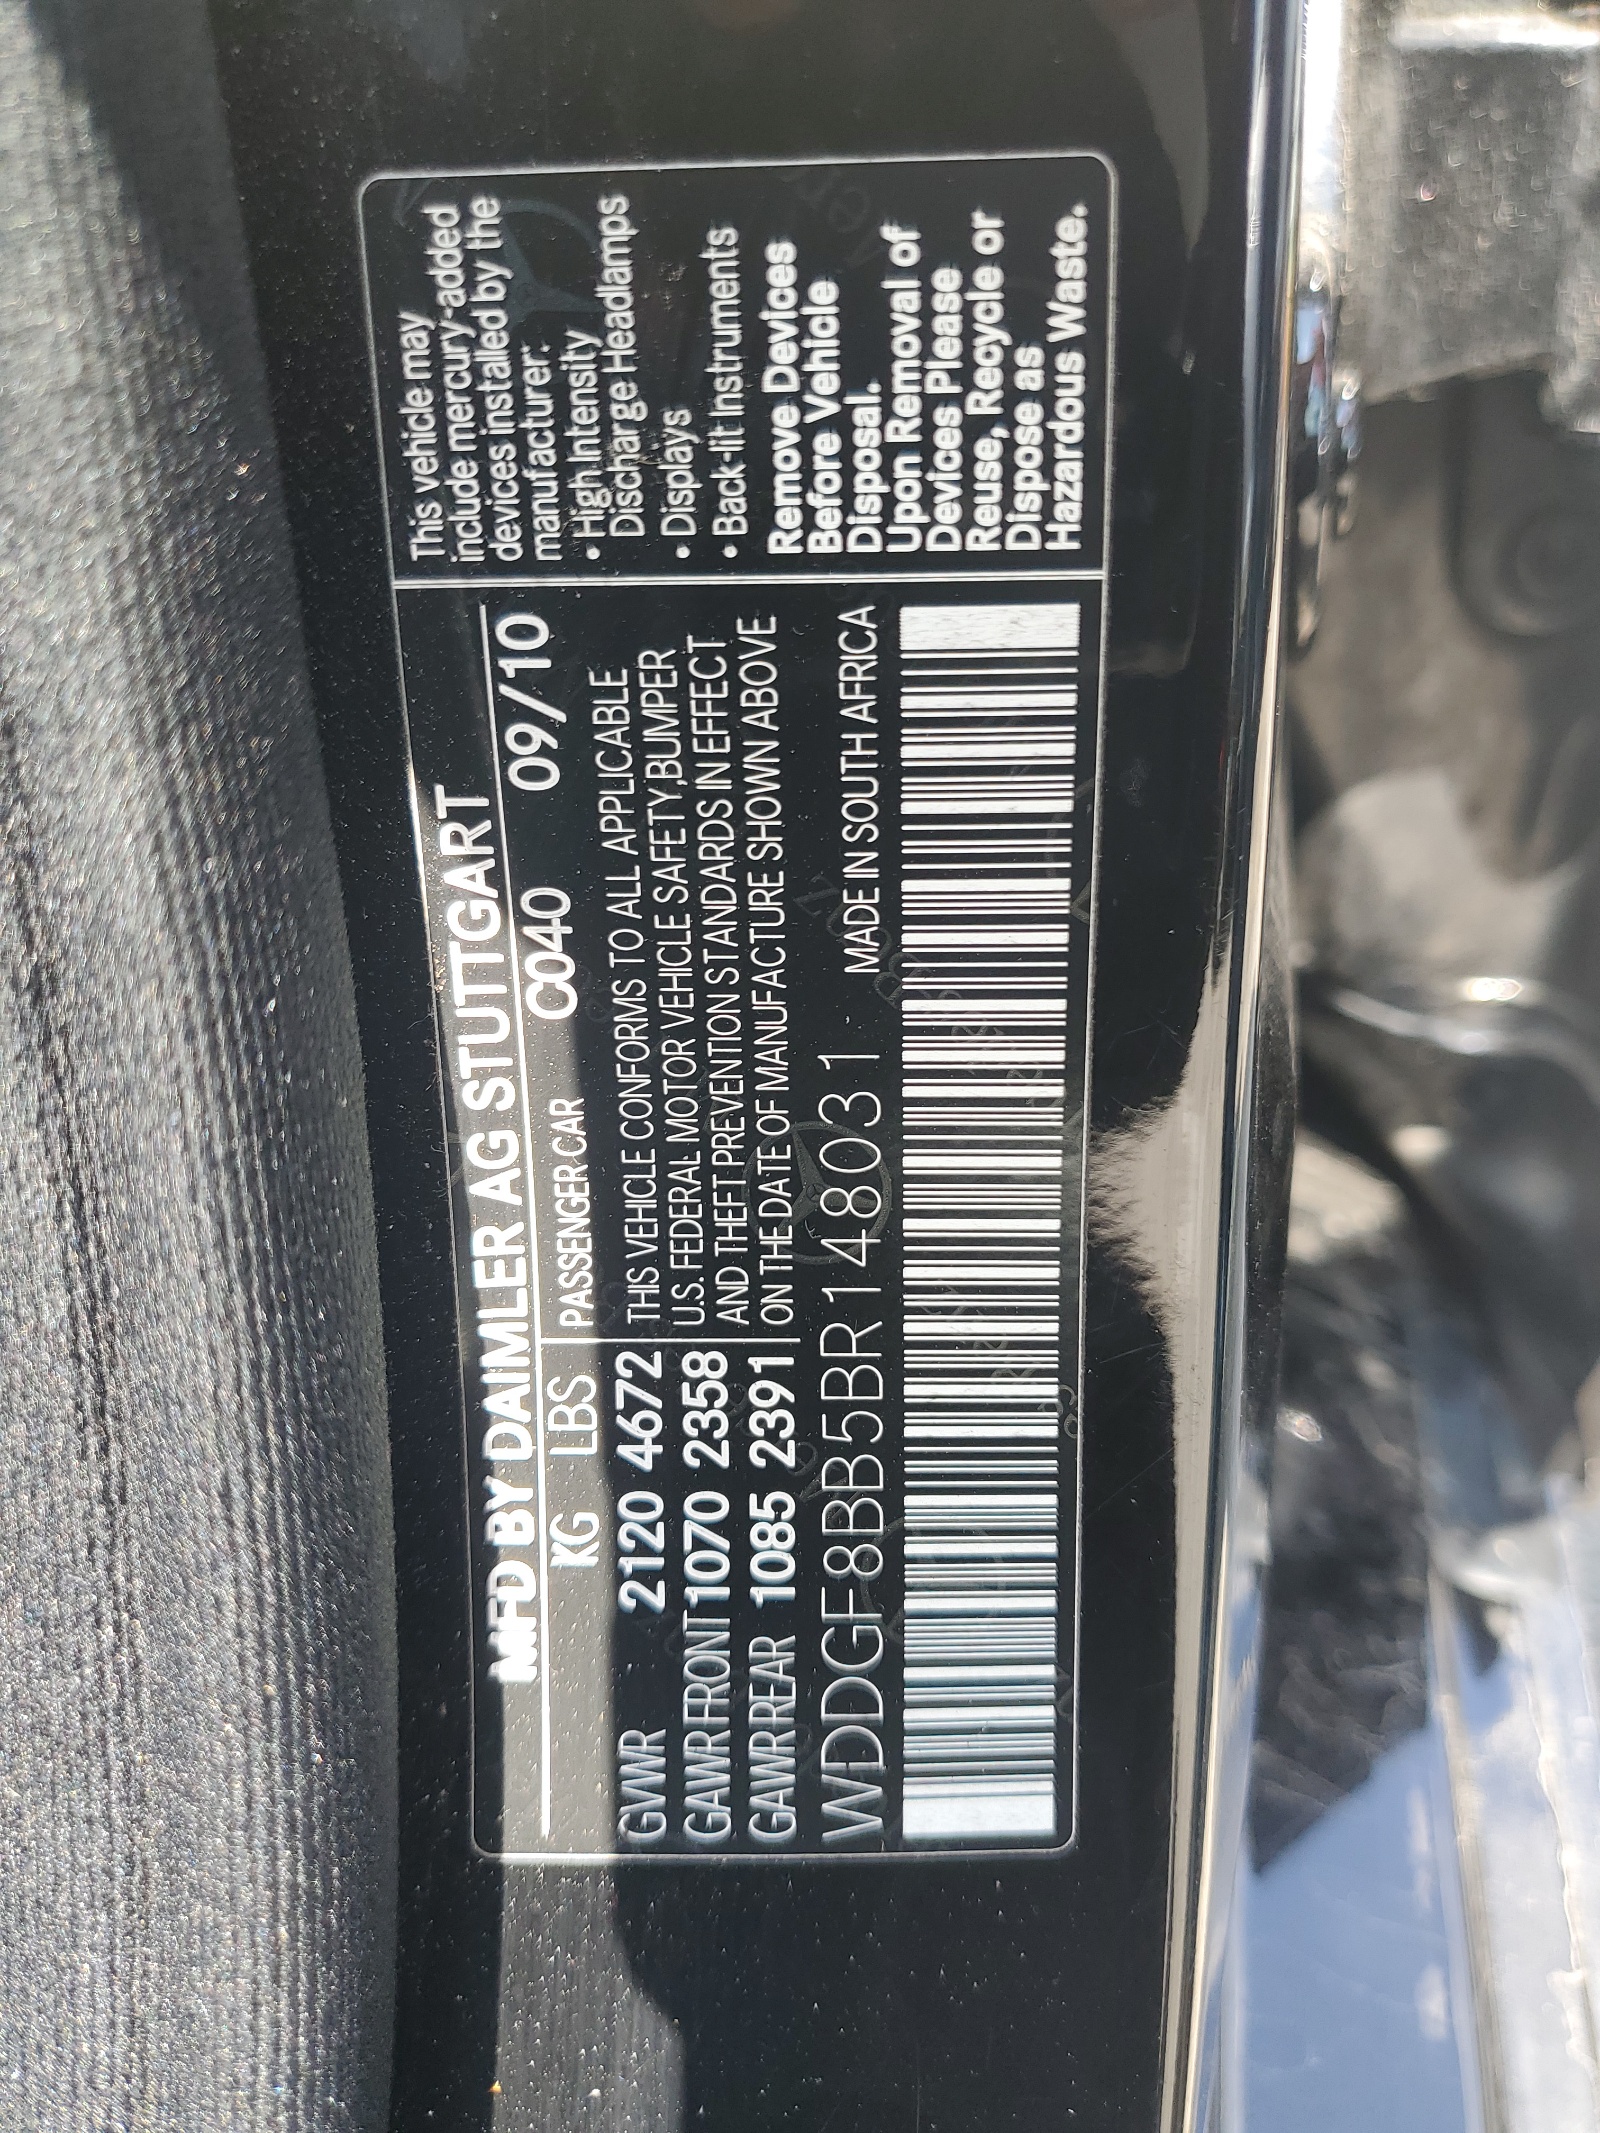 MFD BY DAIMLER AG STUTTGART
KG LBS PASSENGER CAR C040 09/10
GVWR 2120 4672 THIS VEHICLE CONFORMS TO ALL APPLICABLE
GAWR FRONT 1070 2358 U.S. FEDERAL MOTOR VEHICLE SAFETY, BUMPER
GAWR REAR 1085 2391 AND THEFT PREVENTION STANDARDS IN EFFECT
ON THE DATE OF MANUFACTURE SHOWN ABOVE
WDDGF8BB5BR148031 MADE IN SOUTH AFRICA
This vehicle may
include mercury-added
devices installed by the
manufacturer:
• High Intensity
Discharge Headlamps
• Displays
• Back-lit Instruments
Remove Devices
Before Vehicle
Disposal.
Upon Removal of
Devices Please
Reuse, Recycle or
Dispose as
Hazardous Waste.